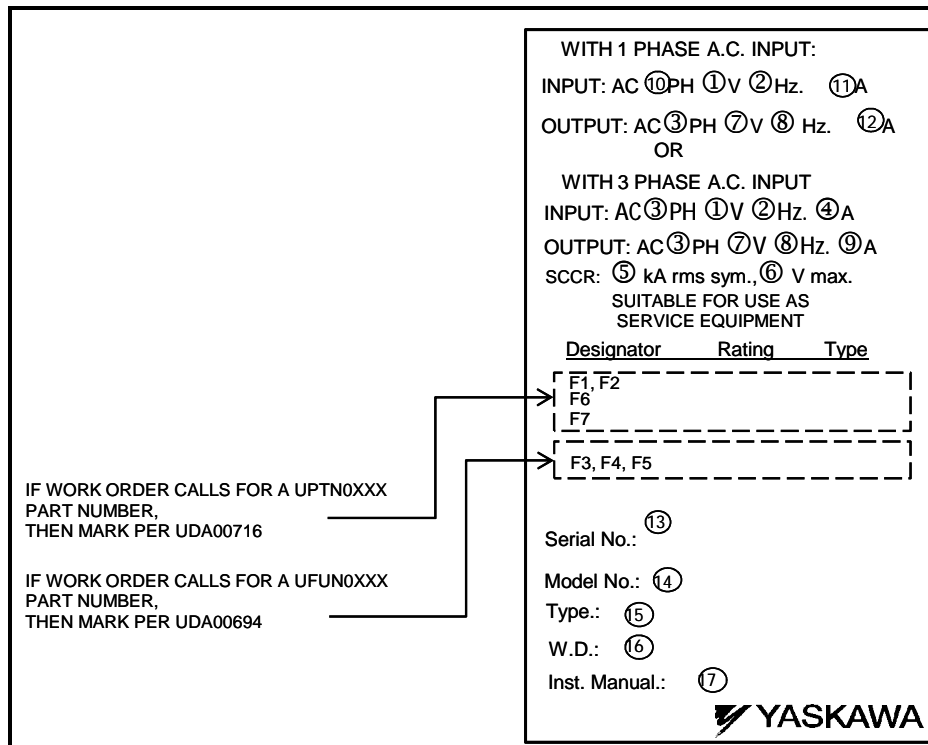 WITH 1 PHASE A.C. INPUT:
INPUT: AC ⑩PH ①V ②Hz. ⑪A
OUTPUT: AC③PH ⑦V ⑧ Hz. ⑫A
OR
WITH 3 PHASE A.C. INPUT
INPUT: AC③PH ①V ②Hz. ④A
OUTPUT: AC③PH ⑦V ⑧Hz. ⑨A
SCCR: ⑤ kA rms sym.,⑥ V max.
SUITABLE FOR USE AS
SERVICE EQUIPMENT
Designator Rating Type
F1, F2
F6
F7
F3, F4, F5
IF WORK ORDER CALLS FOR A UPTN0XXX
PART NUMBER,
THEN MARK PER UDA00716
IF WORK ORDER CALLS FOR A UFUN0XXX
PART NUMBER,
THEN MARK PER UDA00694
Serial No.: ⑬
Model No.: ⑭
Type.: ⑮
W.D.: ⑯
Inst. Manual.: ⑰
YASKAWA